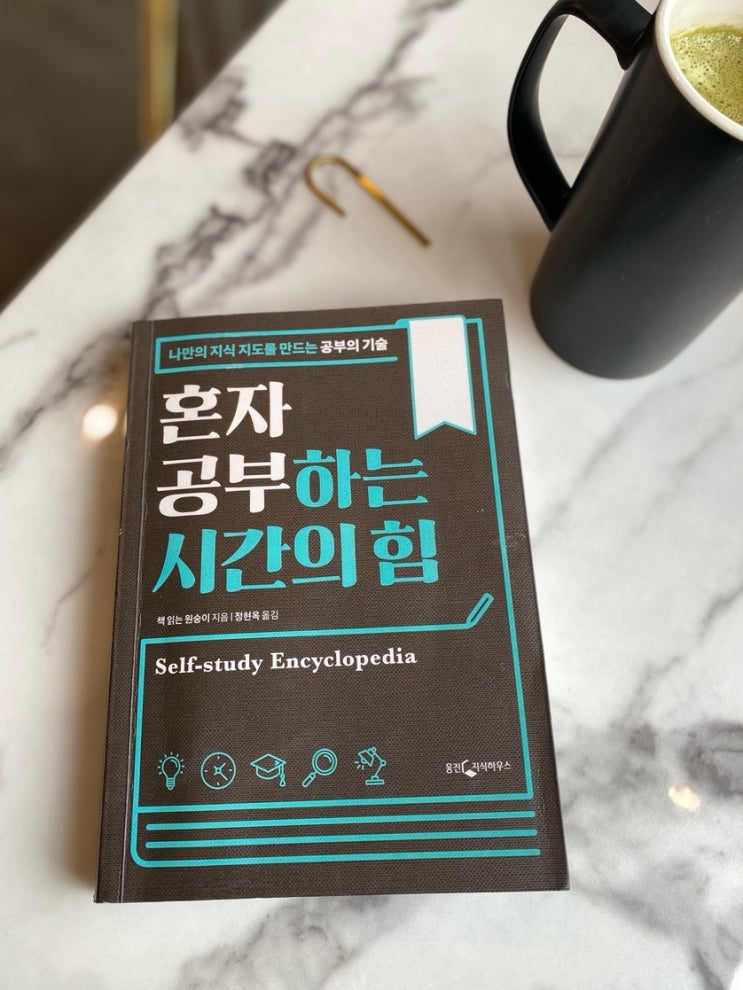 나만의 지식 지도를 만드는 공부의 기술
혼자
공부하는
시간의 힘
책 읽는 원숭이 지음 | 정현옥 옮김
Self-study Encyclopedia
웅진 지식하우스